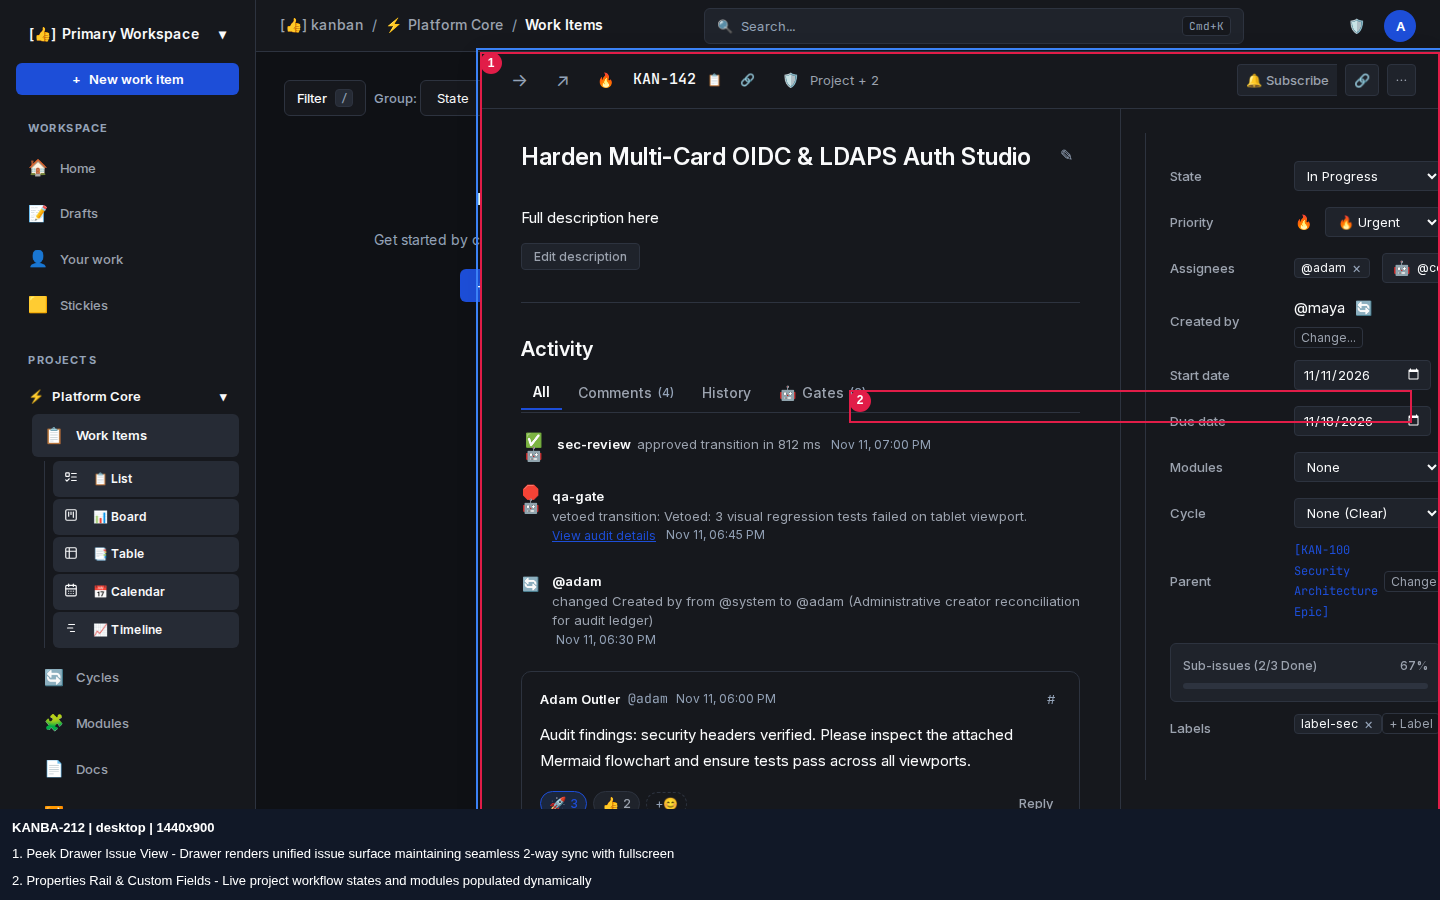 [👍] Primary Workspace ▼
+ New work item
WORKSPACE
🏠 Home
📝 Drafts
👤 Your work
🟨 Stickies
PROJECTS
⚡ Platform Core ▼
📋 Work Items
📋 List
📊 Board
📑 Table
📅 Calendar
📈 Timeline
🔄 Cycles
🧩 Modules
📄 Docs
[👍] kanban / ⚡ Platform Core / Work Items
🔍 Search... Cmd+K
🛡️ A
Filter /
Group: State
Get started by c
1
→ ↗ 🔥 KAN-142 📋 🔗 🛡️ Project + 2
🔔 Subscribe 🔗 ...
Harden Multi-Card OIDC & LDAPS Auth Studio ✎
Full description here
Edit description
Activity
All Comments (4) History 🤖 Gates
2
✅ 🤖 sec-review approved transition in 812 ms Nov 11, 07:00 PM
🛑 🤖 qa-gate
vetoed transition: Vetoed: 3 visual regression tests failed on tablet viewport.
View audit details Nov 11, 06:45 PM
🔄 @adam
changed Created by from @system to @adam (Administrative creator reconciliation
for audit ledger)
Nov 11, 06:30 PM
Adam Outler @adam Nov 11, 06:00 PM #
Audit findings: security headers verified. Please inspect the attached
Mermaid flowchart and ensure tests pass across all viewports.
🚀 3 👍 2 +😊 Reply
State In Progress
Priority 🔥 🔥 Urgent
Assignees @adam × 🤖 @co
Created by @maya 🔄
Change...
Start date 11/11/2026
Due date 11/18/2026
Modules None
Cycle None (Clear)
Parent [KAN-100
Security
Architecture
Epic]
Change
Sub-issues (2/3 Done) 67%
Labels label-sec × + Label
KANBA-212 | desktop | 1440x900
1. Peek Drawer Issue View - Drawer renders unified issue surface maintaining seamless 2-way sync with fullscreen
2. Properties Rail & Custom Fields - Live project workflow states and modules populated dynamically